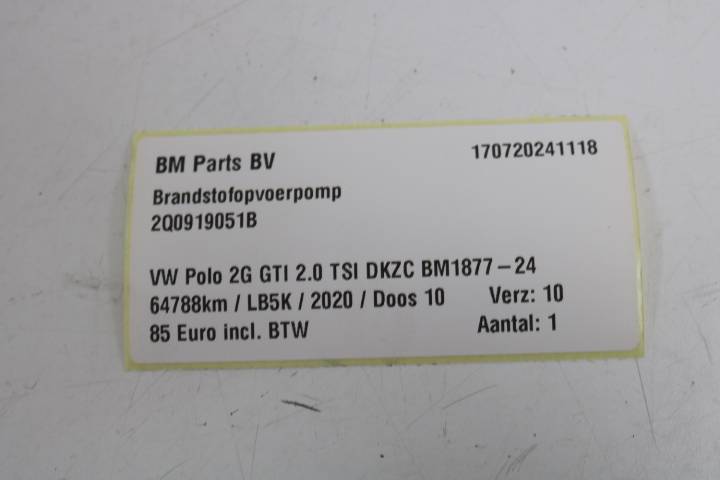 BM Parts BV 170720241118
Brandstofopvoerpomp
2Q0919051B
VW Polo 2G GTI 2.0 TSI DKZC BM1877-24
64788km / LB5K / 2020 / Doos 10 Verz: 10
85 Euro incl. BTW Aantal: 1